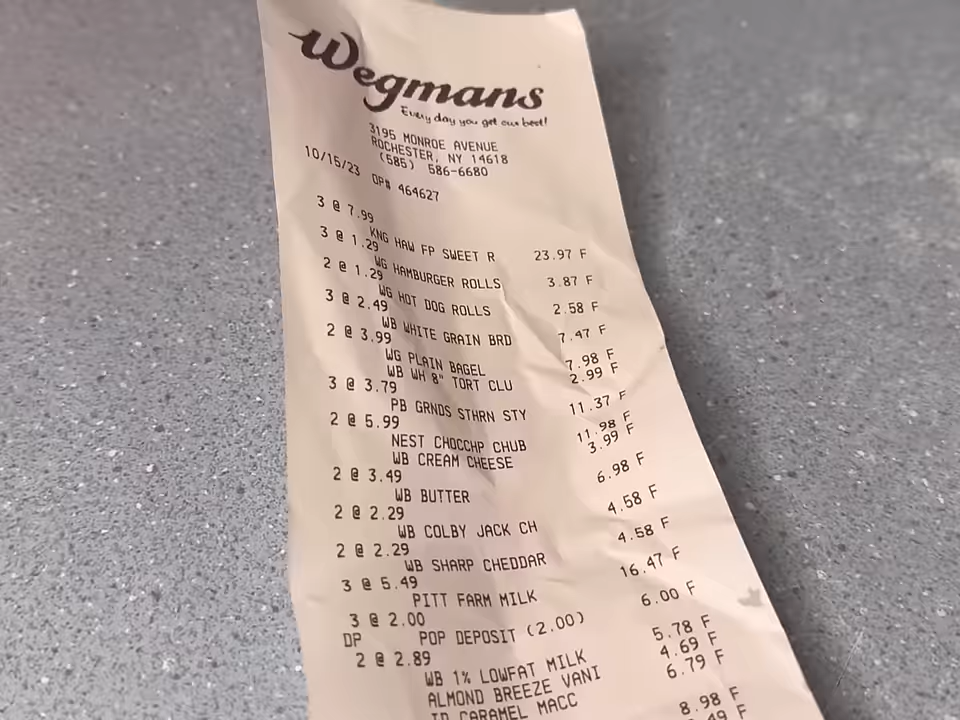 Wegmans
Every day you get our best!
3195 MONROE AVENUE
ROCHESTER, NY 14618
(585) 586-6680
10/15/23 OP# 464627
3 @ 7.99
KNG HAW FP SWEET R 23.97 F
3 @ 1.29
WG HAMBURGER ROLLS 3.87 F
2 @ 1.29
WG HOT DOG ROLLS 2.58 F
3 @ 2.49
WB WHITE GRAIN BRD 7.47 F
2 @ 3.99
WG PLAIN BAGEL 7.98 F
WB WH 8" TORT CLU 2.99 F
3 @ 3.79
PB GRNDS STHRN STY 11.37 F
2 @ 5.99
NEST CHOCCHP CHUB 11.98 F
WB CREAM CHEESE 3.99 F
2 @ 3.49
WB BUTTER 6.98 F
2 @ 2.29
WB COLBY JACK CH 4.58 F
2 @ 2.29
WB SHARP CHEDDAR 4.58 F
3 @ 5.49
PITT FARM MILK 16.47 F
3 @ 2.00
DP POP DEPOSIT (2.00) 6.00 F
2 @ 2.89
WB 1% LOWFAT MILK 5.78 F
ALMOND BREEZE VANI 4.69 F
ID CARAMEL MACC 6.79 F
8.98 F